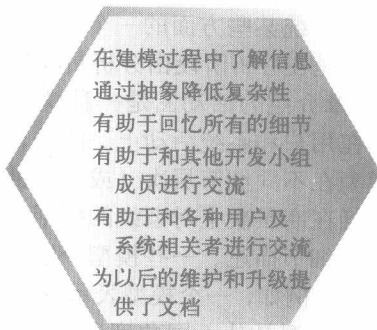 在建模过程中了解信息
通过抽象降低复杂性
有助于回忆所有的细节
有助于和其他开发小组
成员进行交流
有助于和各种用户及
系统相关者进行交流
为以后的维护和升级提
供了文档